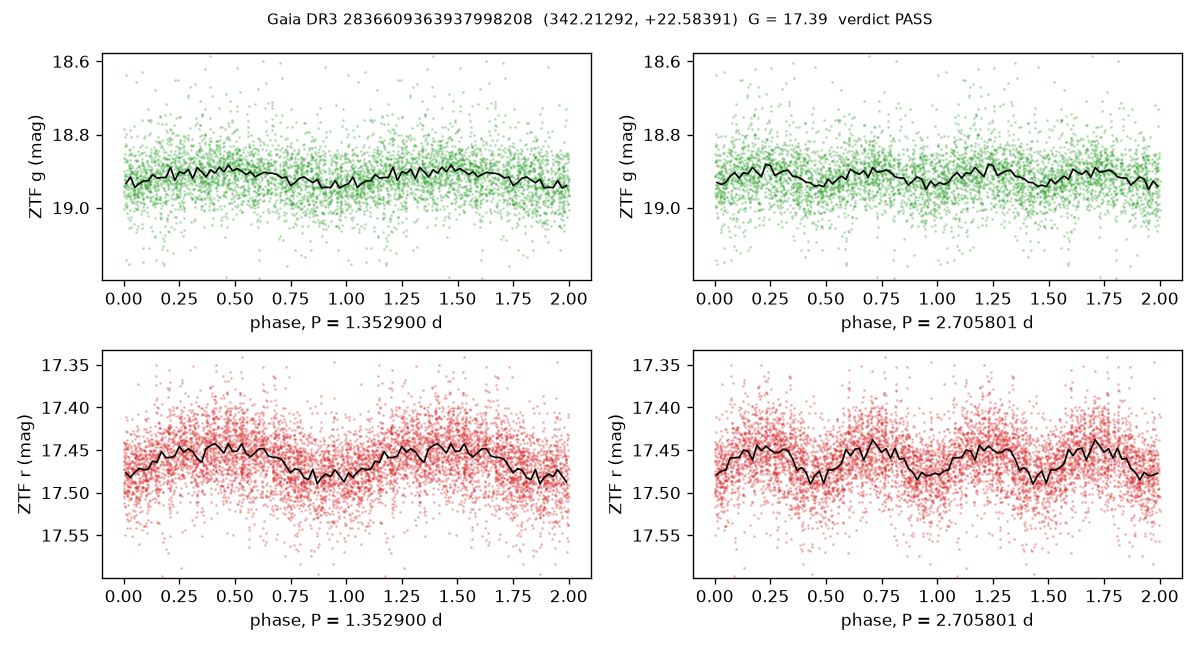 Gaia DR3 2836609363937998208  (342.21292, +22.58391)  G = 17.39  verdict PASS
ZTF g (mag)
18.6
18.8
19.0
0.00 0.25 0.50 0.75 1.00 1.25 1.50 1.75 2.00
phase, P = 1.352900 d
ZTF g (mag)
18.6
18.8
19.0
0.00 0.25 0.50 0.75 1.00 1.25 1.50 1.75 2.00
phase, P = 2.705801 d
ZTF r (mag)
17.35
17.40
17.45
17.50
17.55
0.00 0.25 0.50 0.75 1.00 1.25 1.50 1.75 2.00
phase, P = 1.352900 d
ZTF r (mag)
17.35
17.40
17.45
17.50
17.55
0.00 0.25 0.50 0.75 1.00 1.25 1.50 1.75 2.00
phase, P = 2.705801 d